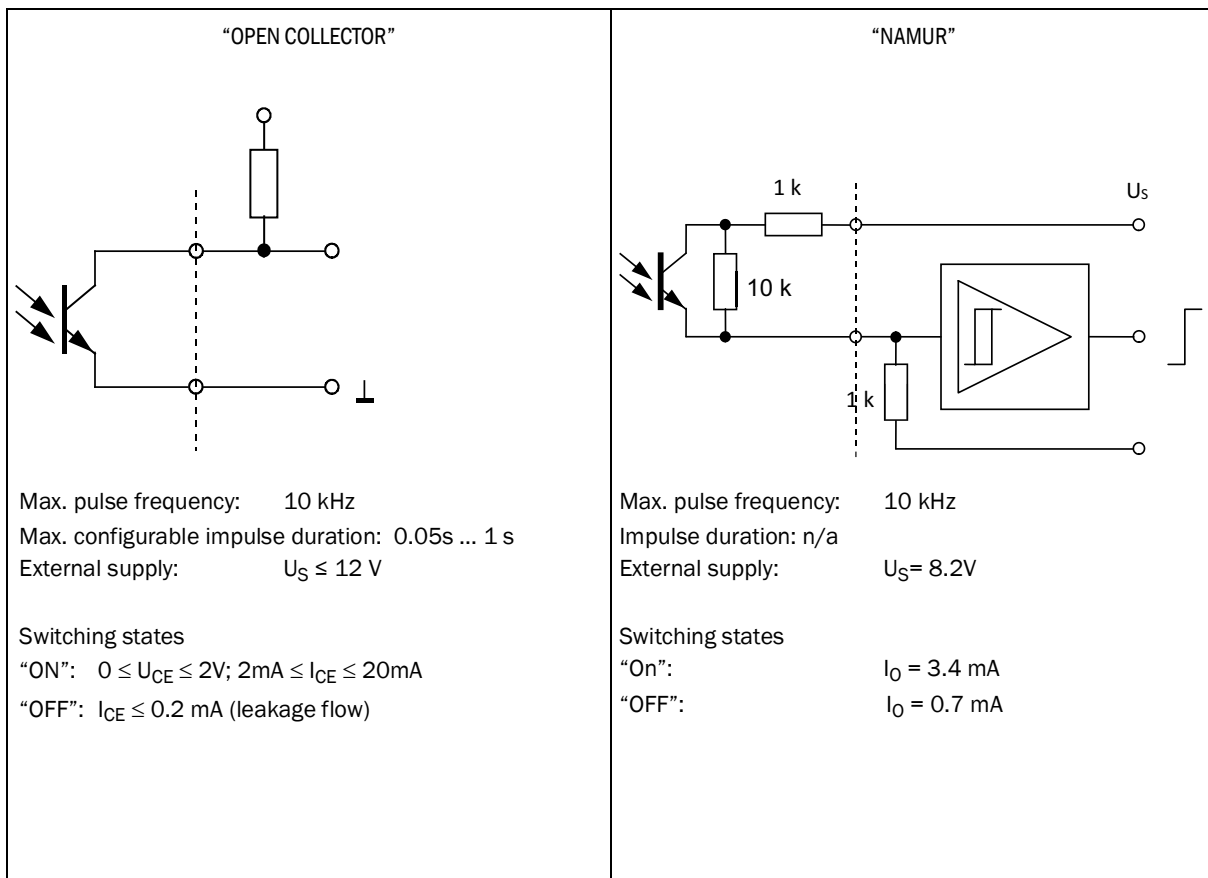 “OPEN COLLECTOR”
Max. pulse frequency: 10 kHz
Max. configurable impulse duration: 0.05s ... 1 s
External supply: US ≤ 12 V
Switching states
“ON”: 0 ≤ UCE ≤ 2V; 2mA ≤ ICE ≤ 20mA
“OFF”: ICE ≤ 0.2 mA (leakage flow)
“NAMUR”
1 k
US
10 k
1 k
Max. pulse frequency: 10 kHz
Impulse duration: n/a
External supply: US= 8.2V
Switching states
“On”: IO = 3.4 mA
“OFF”: IO = 0.7 mA